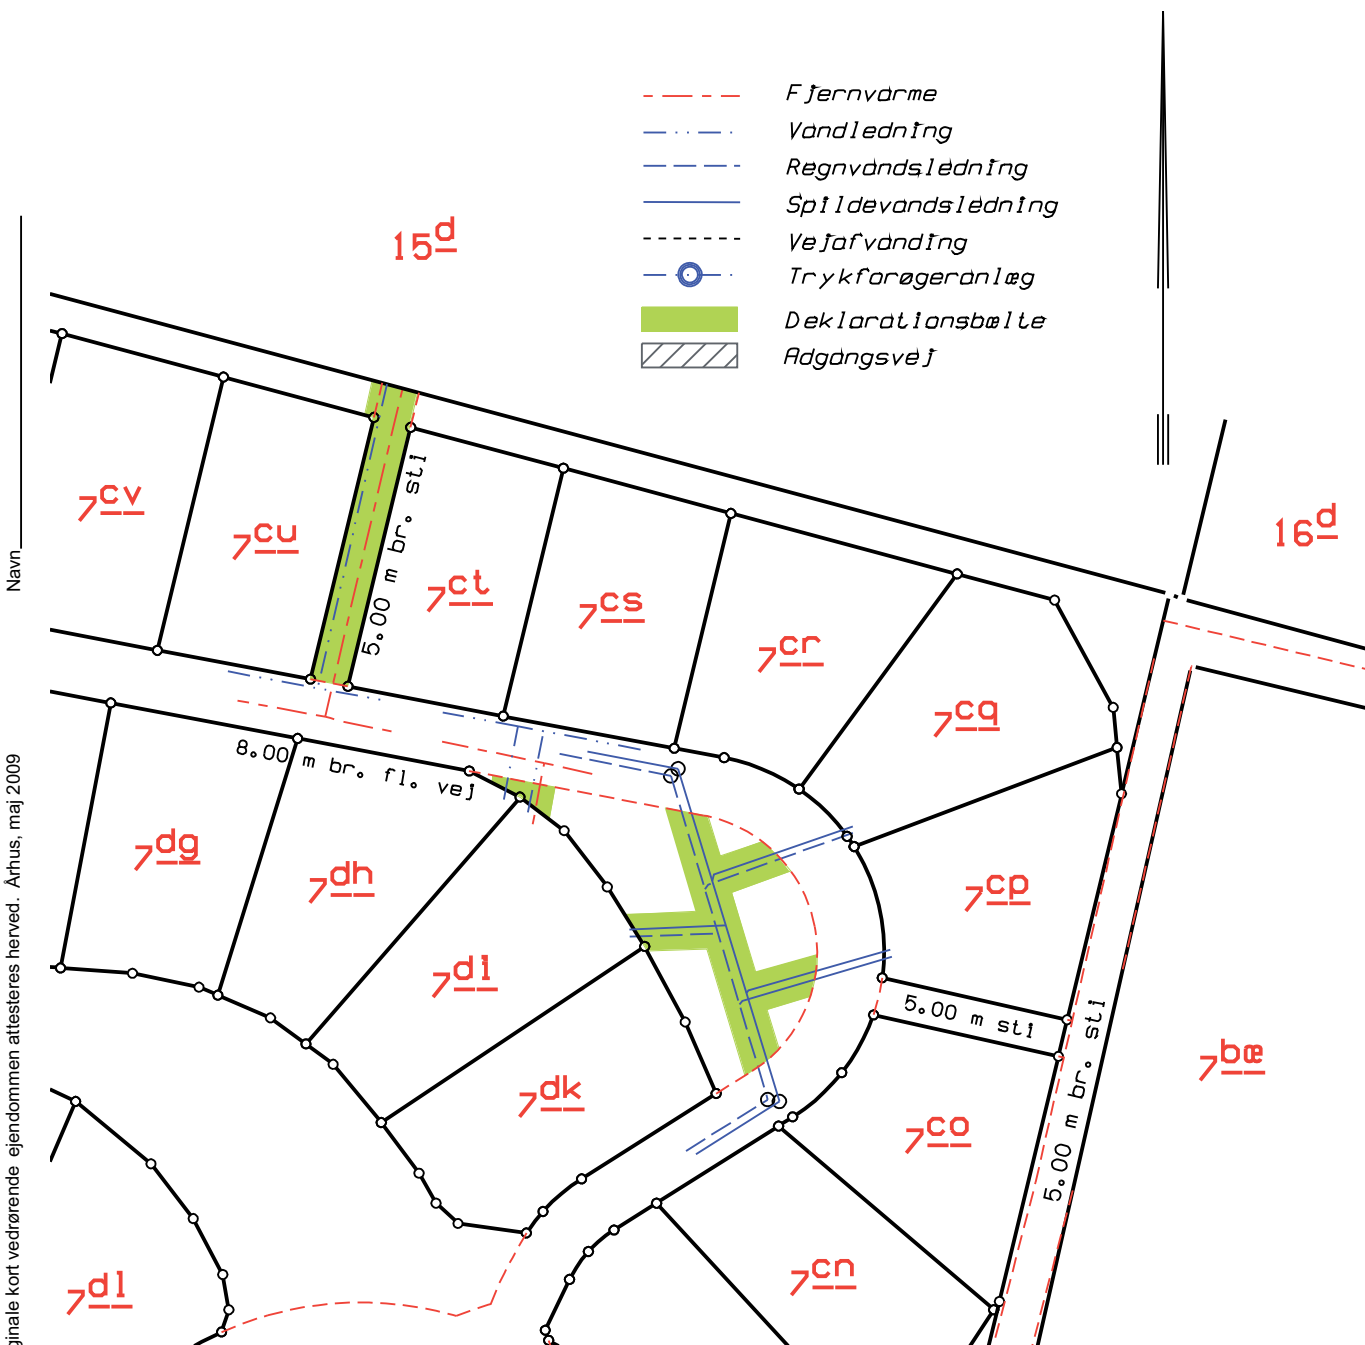 Fjernvarme
Vandledning
Regnvandsledning
Spildevandsledning
Vejafvanding
Trykforøgeranlæg
Deklarationsbælte
Adgangsvej
15d
16d
7cv
7cu
5.00 m br. sti
7ct
7cs
7cr
7cq
8.00 m br. fl. vej
7dg
7dh
7di
7cp
5.00 m sti
5.00 m br. sti
7bæ
7dk
7co
7cn
7dl
Navn
ginale kort vedrørende ejendommen attesteres herved. Århus, maj 2009